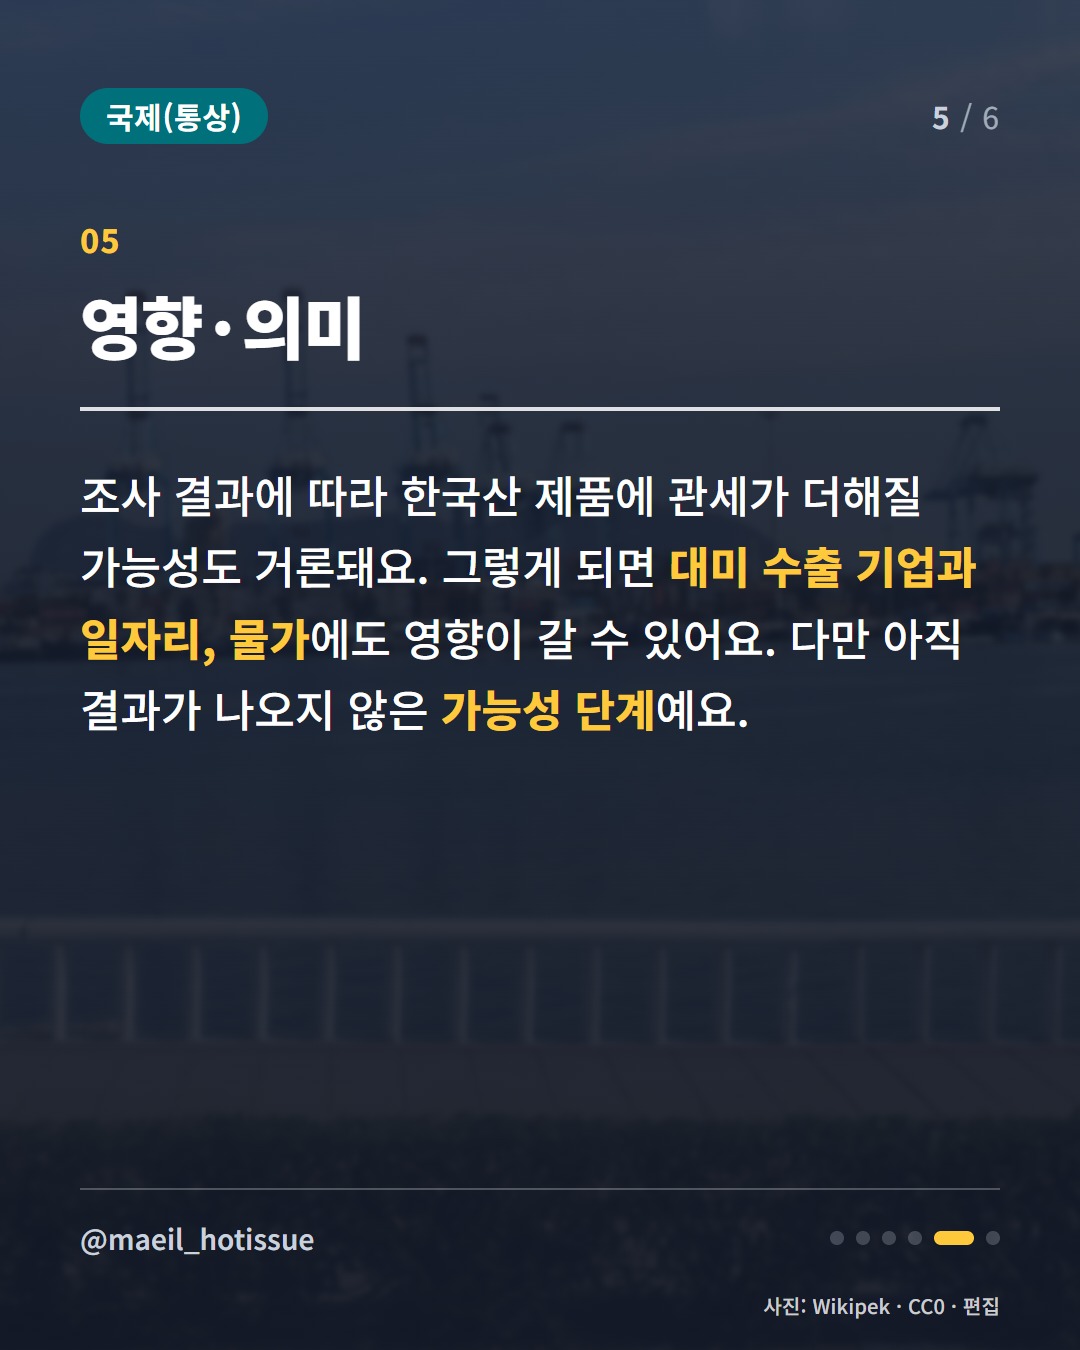 국제(통상)
5 / 6
05
영향·의미
조사 결과에 따라 한국산 제품에 관세가 더해질
가능성도 거론돼요. 그렇게 되면 대미 수출 기업과
일자리, 물가에도 영향이 갈 수 있어요. 다만 아직
결과가 나오지 않은 가능성 단계예요.
@maeil_hotissue
사진: Wikipek · CC0 · 편집